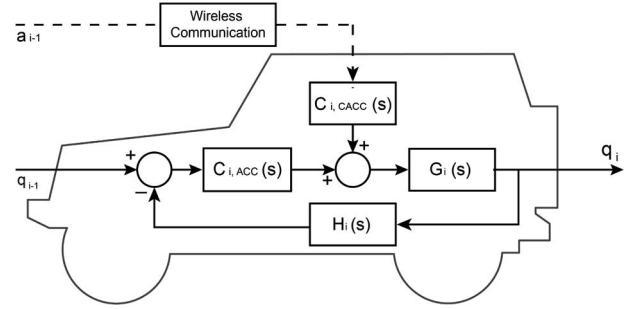 Wireless
Communication
a i-1
C i, CACC (s)
+
+
q i-1
+
−
C i, ACC (s)
+
G i (s)
q i
H i (s)